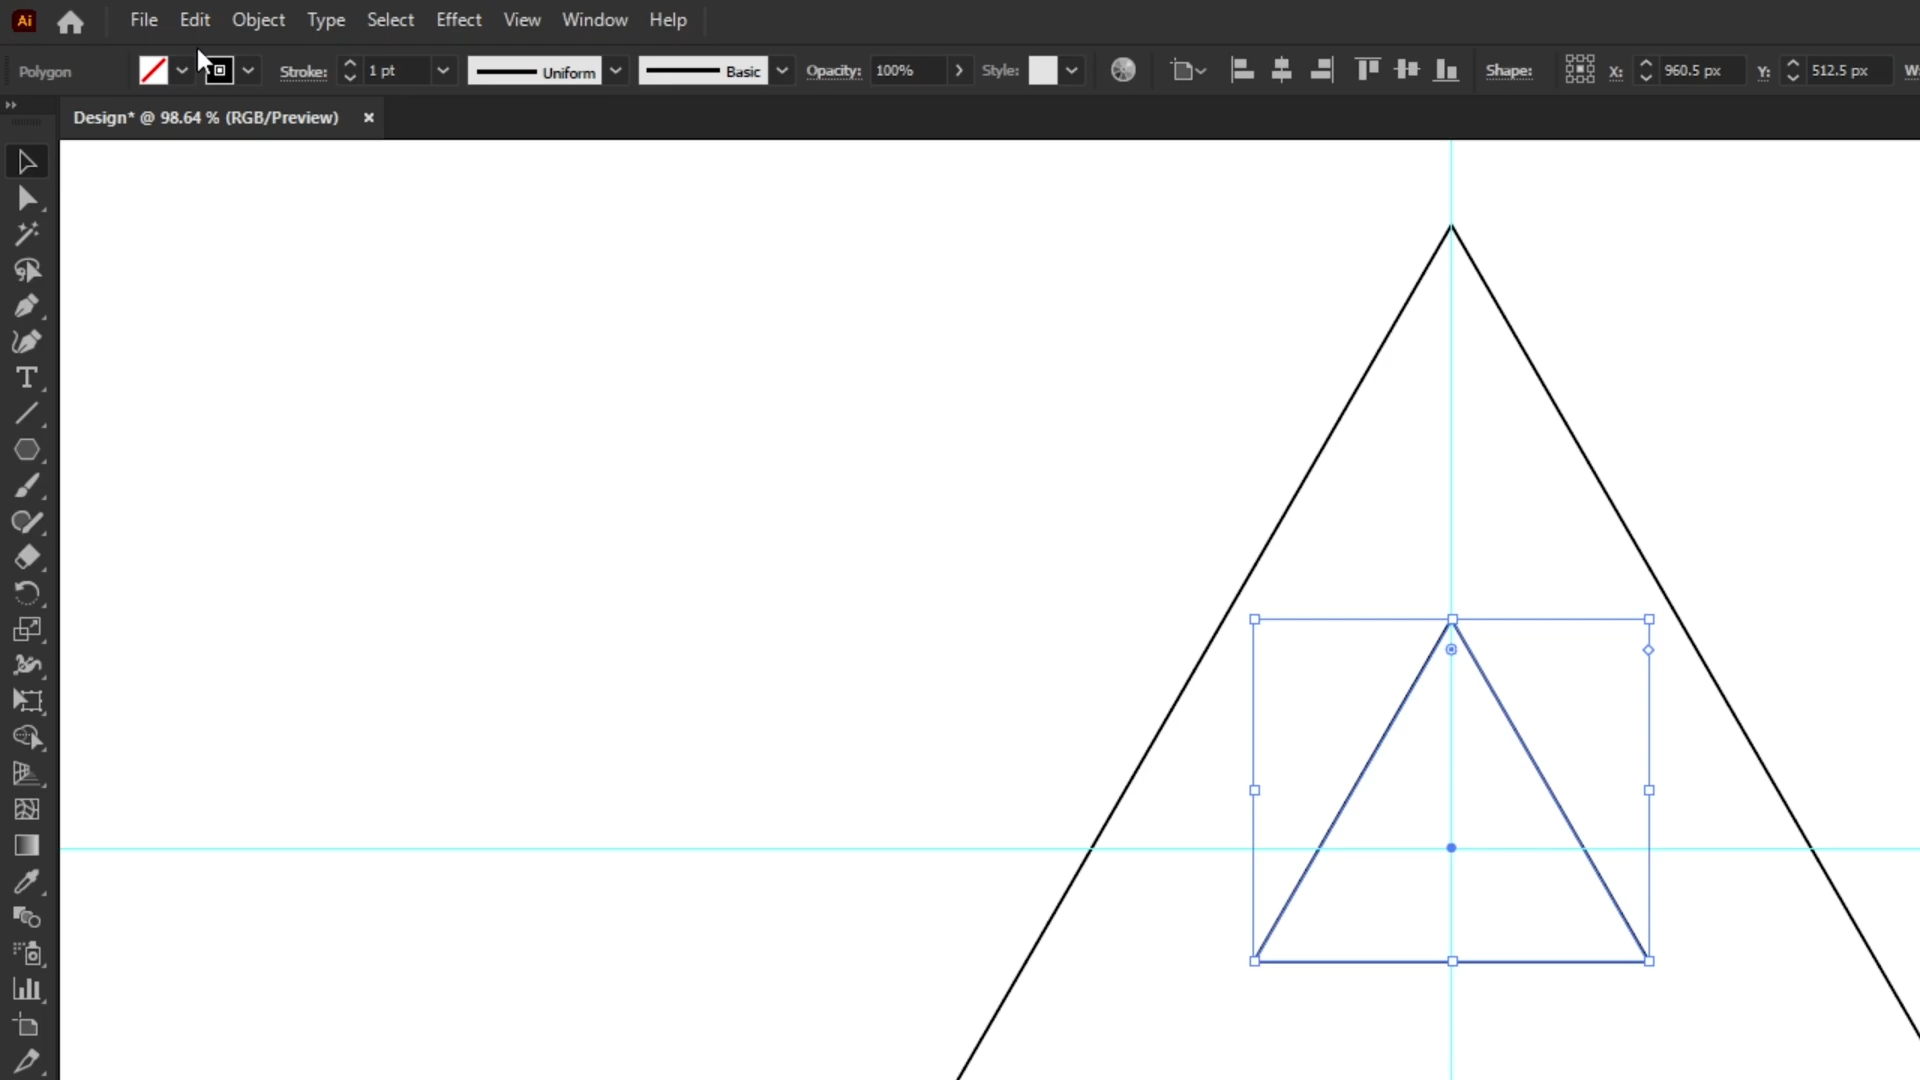 Ai File Edit Object Type Select Effect View Window Help
Polygon Stroke: 1 pt Uniform Basic Opacity: 100% Style: Shape: X: 960.5 px Y: 512.5 px W:
Design* @ 98.64 % (RGB/Preview) ×
T